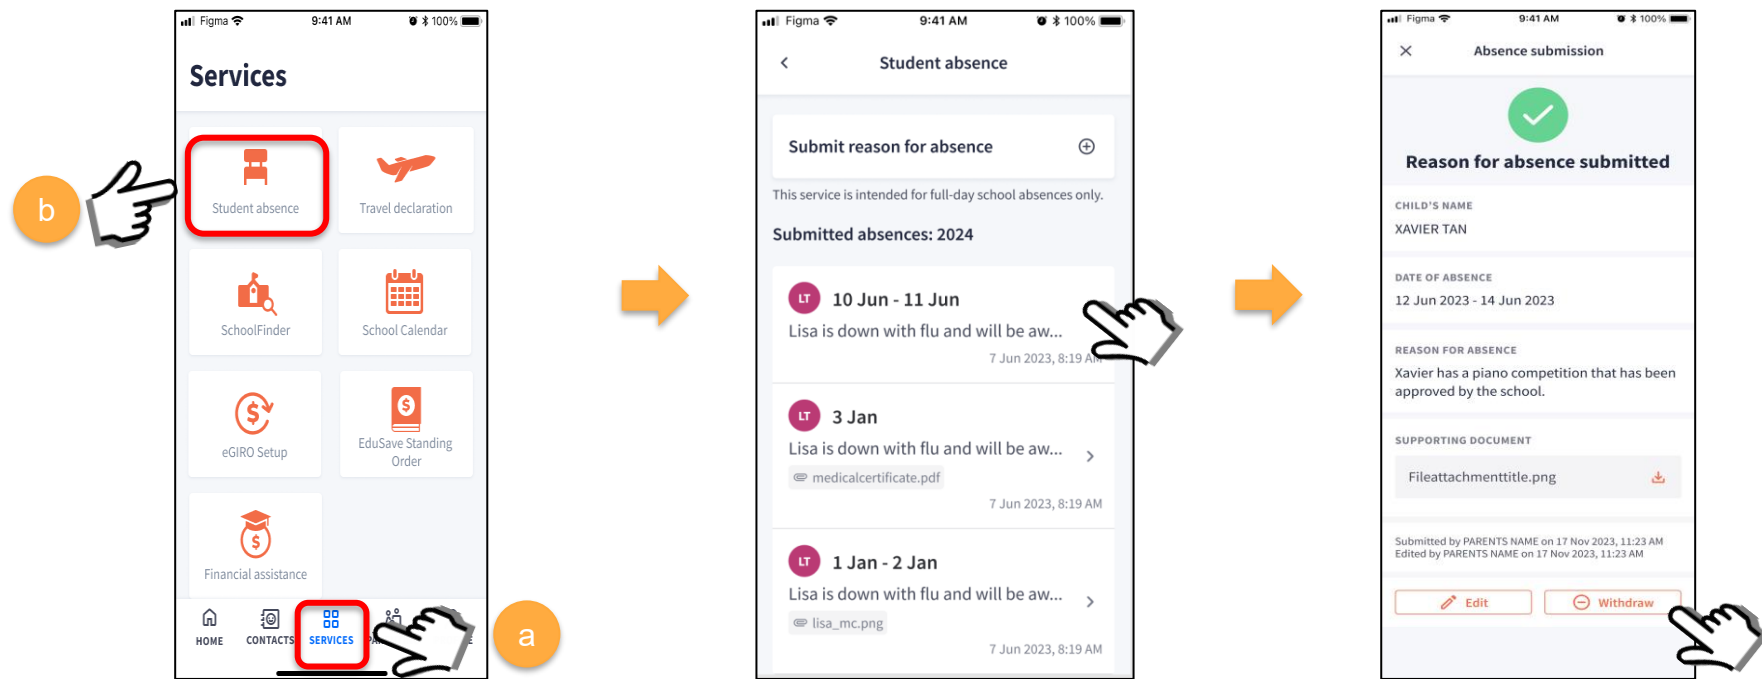 b
Figma
9:41 AM
100%
Services
Student absence
Travel declaration
SchoolFinder
School Calendar
eGIRO Setup
EduSave Standing
Order
Financial assistance
HOME
CONTACTS
SERVICES
a
Figma
9:41 AM
100%
Student absence
Submit reason for absence
This service is intended for full-day school absences only.
Submitted absences: 2024
LT
10 Jun - 11 Jun
Lisa is down with flu and will be aw...
7 Jun 2023, 8:19 AM
LT
3 Jan
Lisa is down with flu and will be aw...
medicalcertificate.pdf
7 Jun 2023, 8:19 AM
LT
1 Jan - 2 Jan
Lisa is down with flu and will be aw...
lisa_mc.png
7 Jun 2023, 8:19 AM
Figma
9:41 AM
100%
Absence submission
Reason for absence submitted
CHILD'S NAME
XAVIER TAN
DATE OF ABSENCE
12 Jun 2023 - 14 Jun 2023
REASON FOR ABSENCE
Xavier has a piano competition that has been
approved by the school.
SUPPORTING DOCUMENT
Fileattachmenttitle.png
Submitted by PARENTS NAME on 17 Nov 2023, 11:23 AM
Edited by PARENTS NAME on 17 Nov 2023, 11:23 AM
Edit
Withdraw